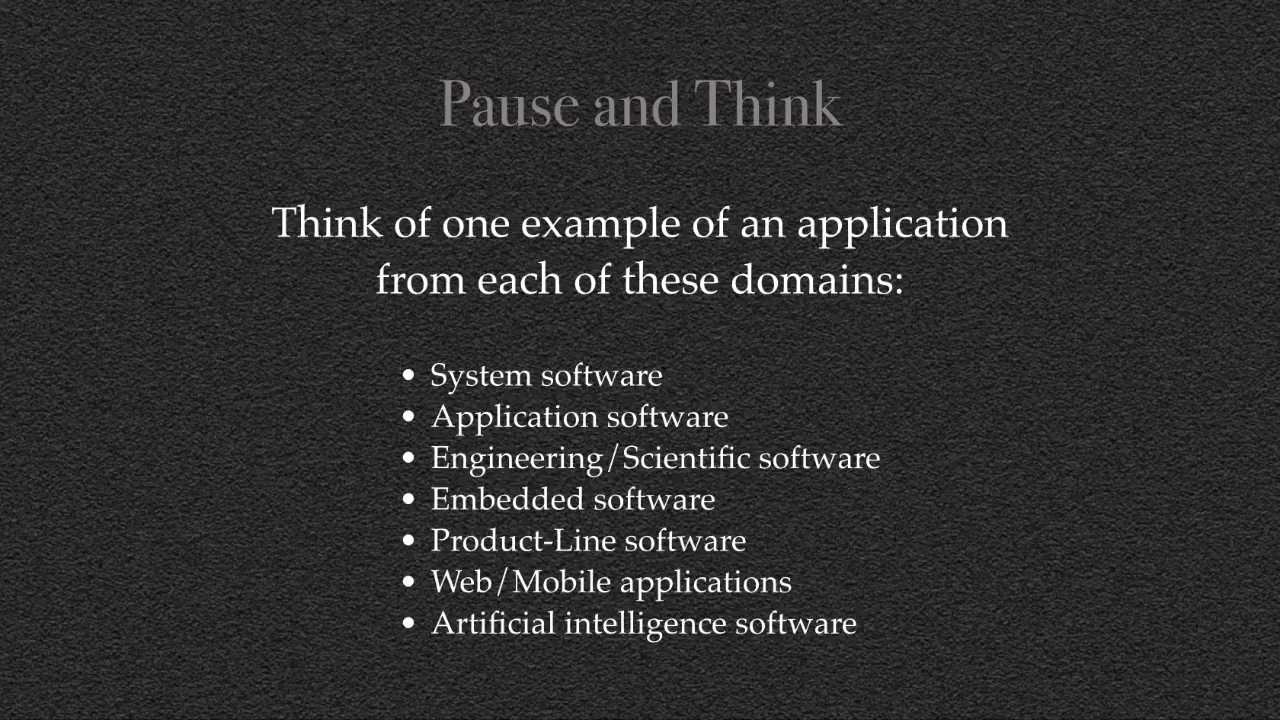 Pause and Think
Think of one example of an application
from each of these domains:
• System software
• Application software
• Engineering/Scientific software
• Embedded software
• Product-Line software
• Web/Mobile applications
• Artificial intelligence software